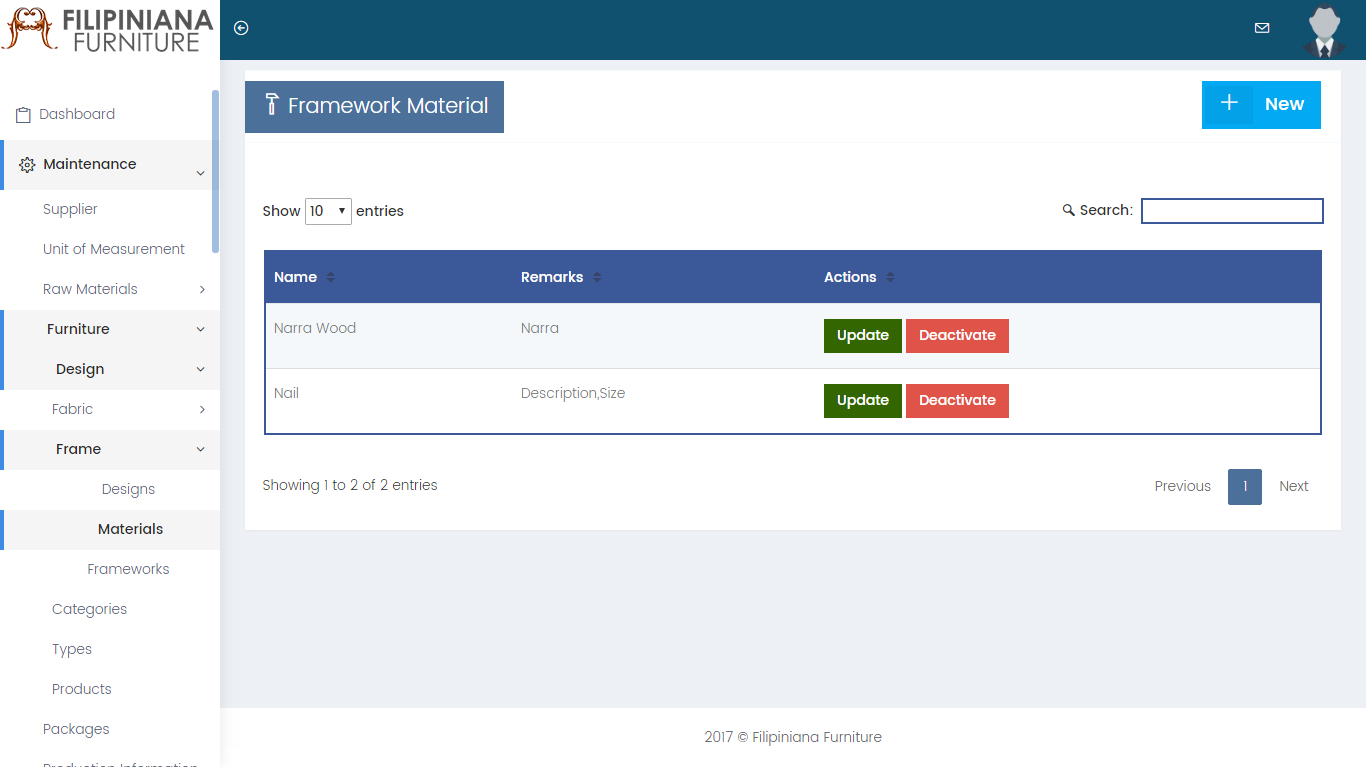 FILIPINIANA
FURNITURE
Dashboard
Maintenance
Supplier
Unit of Measurement
Raw Materials
Furniture
Design
Fabric
Frame
Designs
Materials
Frameworks
Categories
Types
Products
Packages
Production Information
Framework Material
New
Show 10 entries
Search:
Name Remarks Actions
Narra Wood Narra Update Deactivate
Nail Description,Size Update Deactivate
Showing 1 to 2 of 2 entries
Previous 1 Next
2017 © Filipiniana Furniture